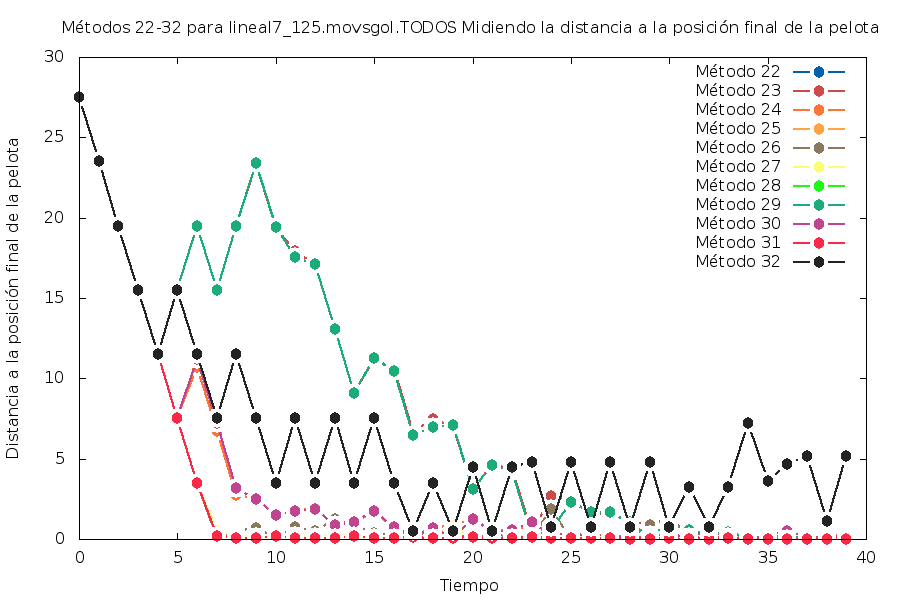 Métodos 22-32 para lineal7_125.movsgol.TODOS Midiendo la distancia a la posición final de la pelota
30
25
20
15
10
5
0
Distancia a la posición final de la pelota
Método 22
Método 23
Método 24
Método 25
Método 26
Método 27
Método 28
Método 29
Método 30
Método 31
Método 32
0 5 10 15 20 25 30 35 40
Tiempo